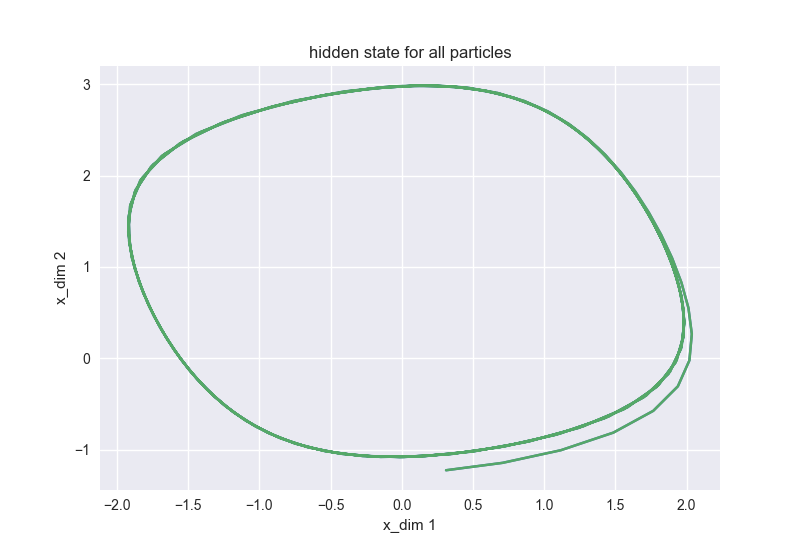 hidden state for all particles
3
2
1
0
−1
x_dim 2
−2.0 −1.5 −1.0 −0.5 0.0 0.5 1.0 1.5 2.0
x_dim 1